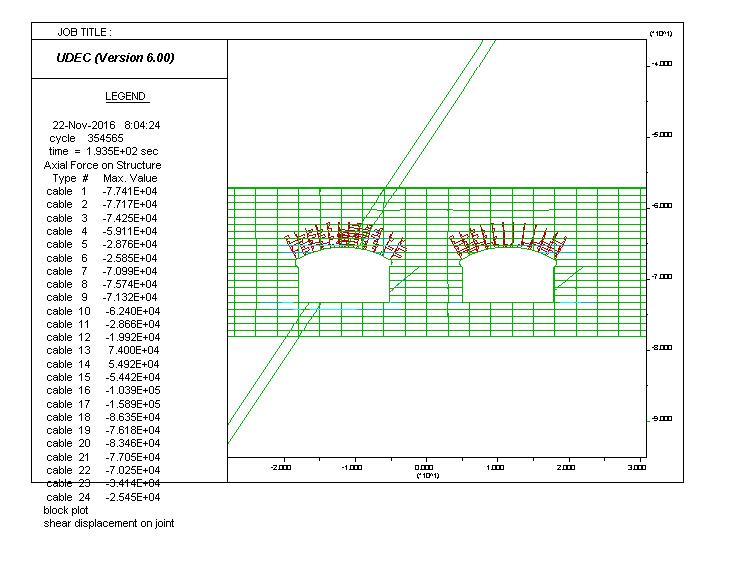 JOB TITLE :
UDEC (Version 6.00)
LEGEND
22-Nov-2016 8:04:24
cycle 354565
time = 1.935E+02 sec
Axial Force on Structure
Type # Max. Value
cable 1 -7.741E+04
cable 2 -7.717E+04
cable 3 -7.425E+04
cable 4 -5.911E+04
cable 5 -2.876E+04
cable 6 -2.585E+04
cable 7 -7.099E+04
cable 8 -7.574E+04
cable 9 -7.132E+04
cable 10 -6.240E+04
cable 11 -2.866E+04
cable 12 -1.992E+04
cable 13 7.400E+04
cable 14 5.492E+04
cable 15 -5.442E+04
cable 16 -1.039E+05
cable 17 -1.589E+05
cable 18 -8.635E+04
cable 19 -7.618E+04
cable 20 -8.346E+04
cable 21 -7.705E+04
cable 22 -7.025E+04
cable 23 -3.414E+04
cable 24 -2.545E+04
block plot
shear displacement on joint
(*10^1)
-4.000
-5.000
-6.000
-7.000
-8.000
-9.000
-2.000 -1.000 0.000 1.000 2.000 3.000
(*10^1)